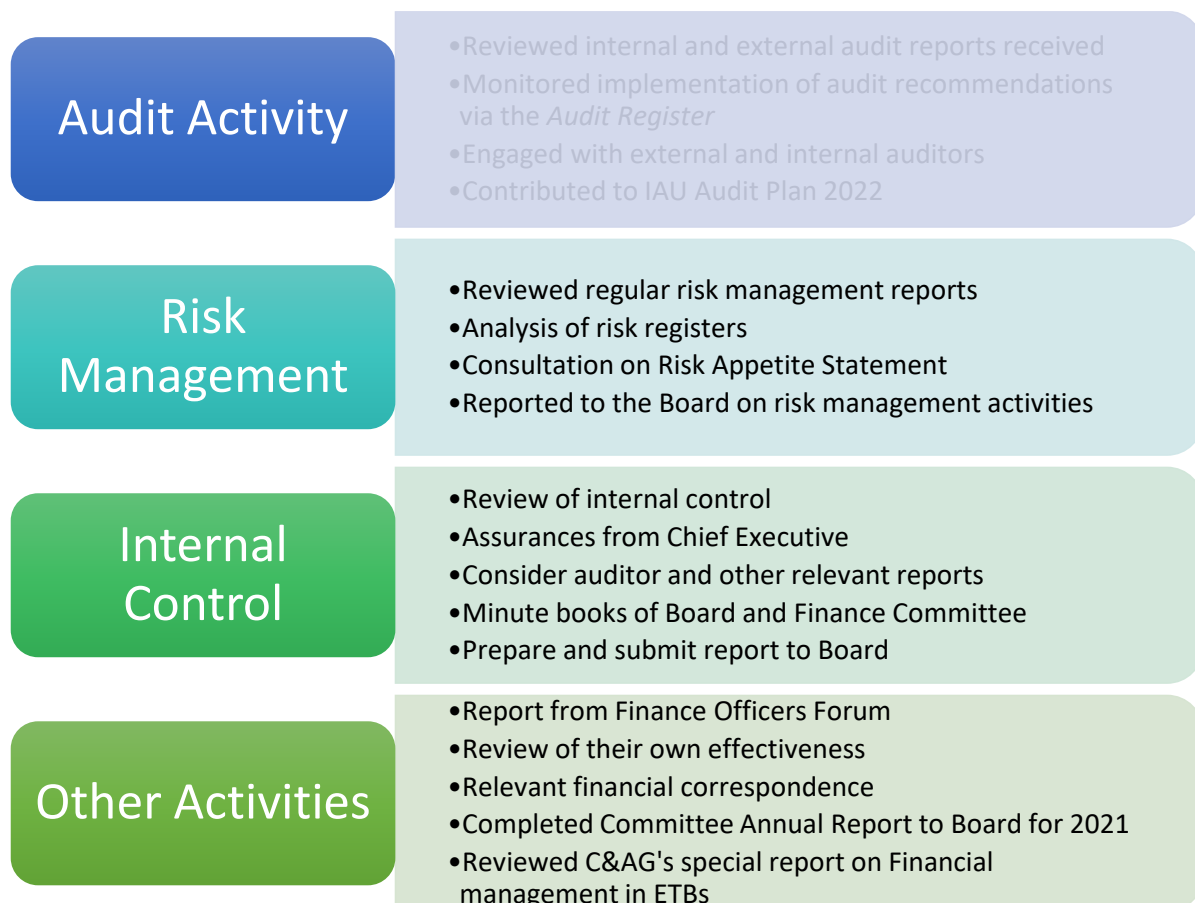 Audit Activity
•Reviewed internal and external audit reports received
•Monitored implementation of audit recommendations
via the Audit Register
•Engaged with external and internal auditors
•Contributed to IAU Audit Plan 2022
Risk
Management
•Reviewed regular risk management reports
•Analysis of risk registers
•Consultation on Risk Appetite Statement
•Reported to the Board on risk management activities
Internal
Control
•Review of internal control
•Assurances from Chief Executive
•Consider auditor and other relevant reports
•Minute books of Board and Finance Committee
•Prepare and submit report to Board
Other Activities
•Report from Finance Officers Forum
•Review of their own effectiveness
•Relevant financial correspondence
•Completed Committee Annual Report to Board for 2021
•Reviewed C&AG's special report on Financial
management in ETBs